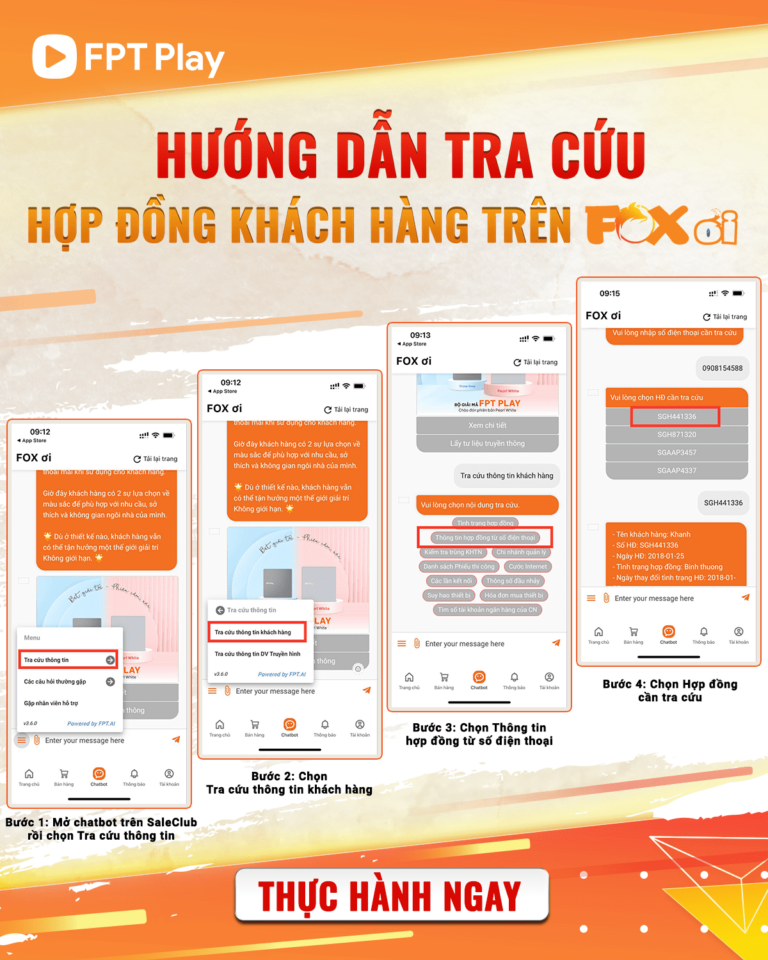 FPT Play
HƯỚNG DẪN TRA CỨU
HỢP ĐỒNG KHÁCH HÀNG TRÊN FOX ơi
09:12
App Store
FOX ơi
Tải lại trang
thoải mái khi sử dụng cho khách hàng.
Giờ đây khách hàng có 2 sự lựa chọn về
màu sắc để phù hợp với nhu cầu, sở
thích và không gian ngôi nhà của mình.
Dù ở thiết kế nào, khách hàng vẫn
có thể tận hưởng một thế giới giải trí
Không giới hạn.
Menu
Tra cứu thông tin
Các câu hỏi thường gặp
Gặp nhân viên hỗ trợ
v3.6.0
Powered by FPT.AI
White
PLAY
thông
Enter your message here
Trang chủ
Bán hàng
Chatbot
Thông báo
Tài khoản
Bước 1: Mở chatbot trên SaleClub
rồi chọn Tra cứu thông tin
09:12
App Store
FOX ơi
Tải lại trang
thoải mái khi sử dụng cho khách hàng.
Giờ đây khách hàng có 2 sự lựa chọn về
màu sắc để phù hợp với nhu cầu, sở
thích và không gian ngôi nhà của mình.
Dù ở thiết kế nào, khách hàng vẫn
có thể tận hưởng một thế giới giải trí
Không giới hạn.
Tra cứu thông tin
Tra cứu thông tin khách hàng
Tra cứu thông tin DV Truyền hình
v3.6.0
Powered by FPT.AI
White
PLAY
Enter your message here
Trang chủ
Bán hàng
Chatbot
Thông báo
Tài khoản
Bước 2: Chọn
Tra cứu thông tin khách hàng
09:13
App Store
FOX ơi
Tải lại trang
BỘ GIẢI MÃ FPT PLAY
Chào đón phiên bản Pearl White
Xem chi tiết
Lấy tư liệu truyền thông
Tra cứu thông tin khách hàng
Vui lòng chọn nội dung tra cứu.
Tình trạng hợp đồng
Thông tin hợp đồng từ số điện thoại
Kiểm tra trùng KHTN
Chi nhánh quản lý
Danh sách Phiếu thi công
Cước Internet
Các lần kết nối
Thông số đầu nhảy
Suy hao thiết bị
Hóa đơn mua thiết bị
Tìm số tài khoản ngân hàng của CN
Enter your message here
Trang chủ
Bán hàng
Chatbot
Thông báo
Tài khoản
Bước 3: Chọn Thông tin
hợp đồng từ số điện thoại
09:15
FOX ơi
Tải lại trang
Vui lòng nhập số điện thoại cần tra cứu
0908154588
Vui lòng chọn HĐ cần tra cứu
SGH441336
SGH871320
SGAAP3457
SGAAP4337
SGH441336
- Tên khách hàng: Khanh
- Số HĐ: SGH441336
- Ngày HĐ: 2018-01-25
- Tình trạng hợp đồng: Binh thuong
- Ngày thay đổi tình trạng HĐ: 2018-01-
Enter your message here
Trang chủ
Bán hàng
Chatbot
Thông báo
Tài khoản
Bước 4: Chọn Hợp đồng
cần tra cứu
THỰC HÀNH NGAY